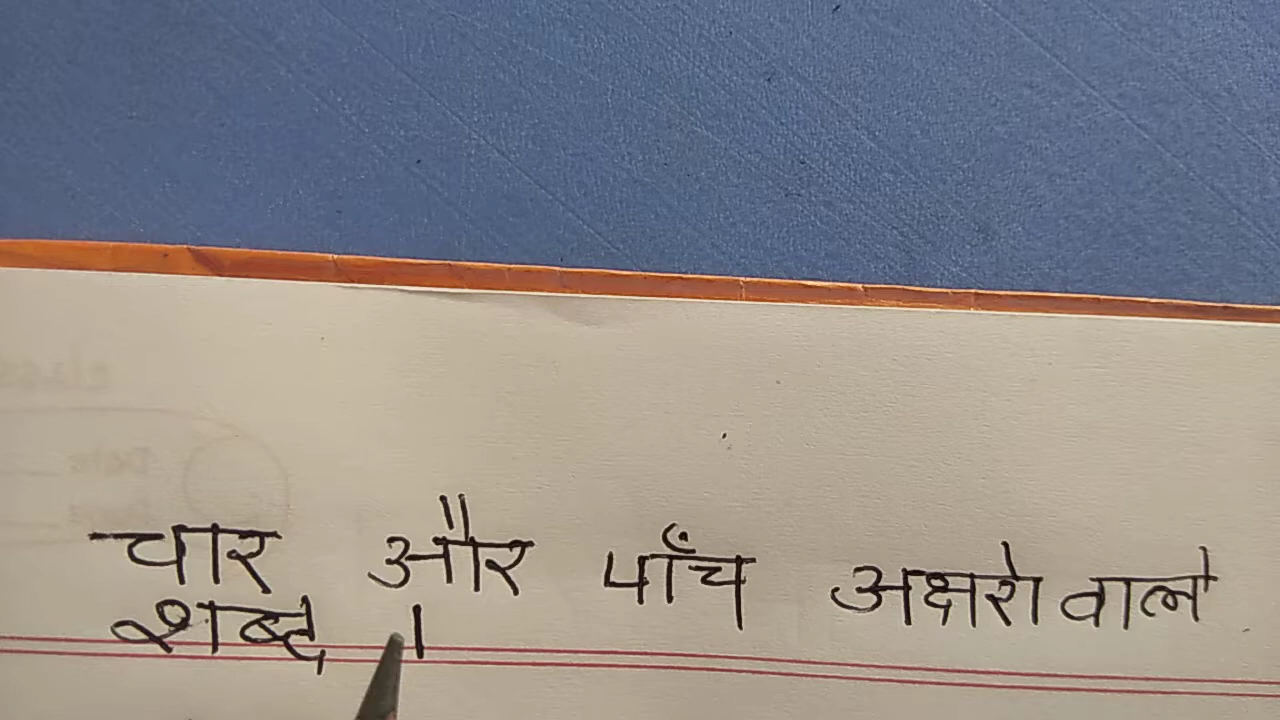 चार और पाँच अक्षरो वाले
शब्द ।